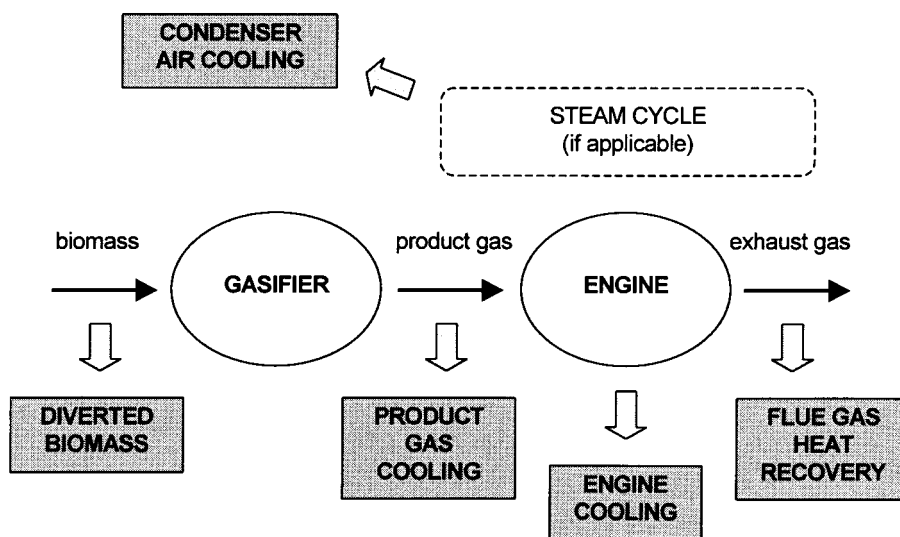 CONDENSER
AIR COOLING
STEAM CYCLE
(if applicable)
biomass
product gas
exhaust gas
GASIFIER
ENGINE
DIVERTED
BIOMASS
PRODUCT
GAS
COOLING
ENGINE
COOLING
FLUE GAS
HEAT
RECOVERY